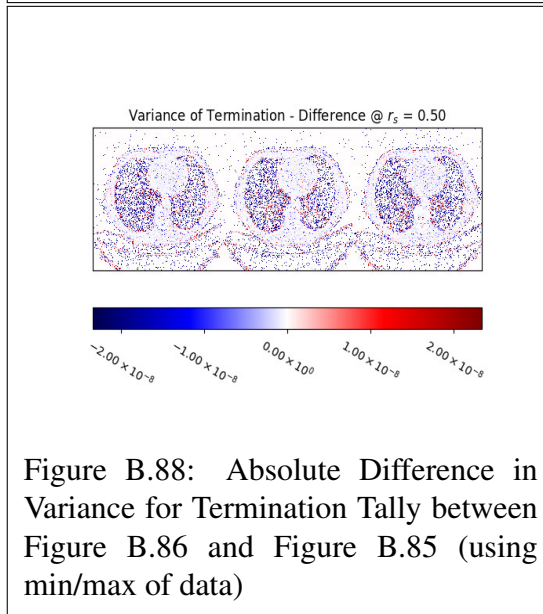 Variance of Termination - Difference @ r_s = 0.50
−2.00 × 10⁻⁸
−1.00 × 10⁻⁸
0.00 × 10⁰
1.00 × 10⁻⁸
2.00 × 10⁻⁸
Figure B.88: Absolute Difference in
Variance for Termination Tally between
Figure B.86 and Figure B.85 (using
min/max of data)